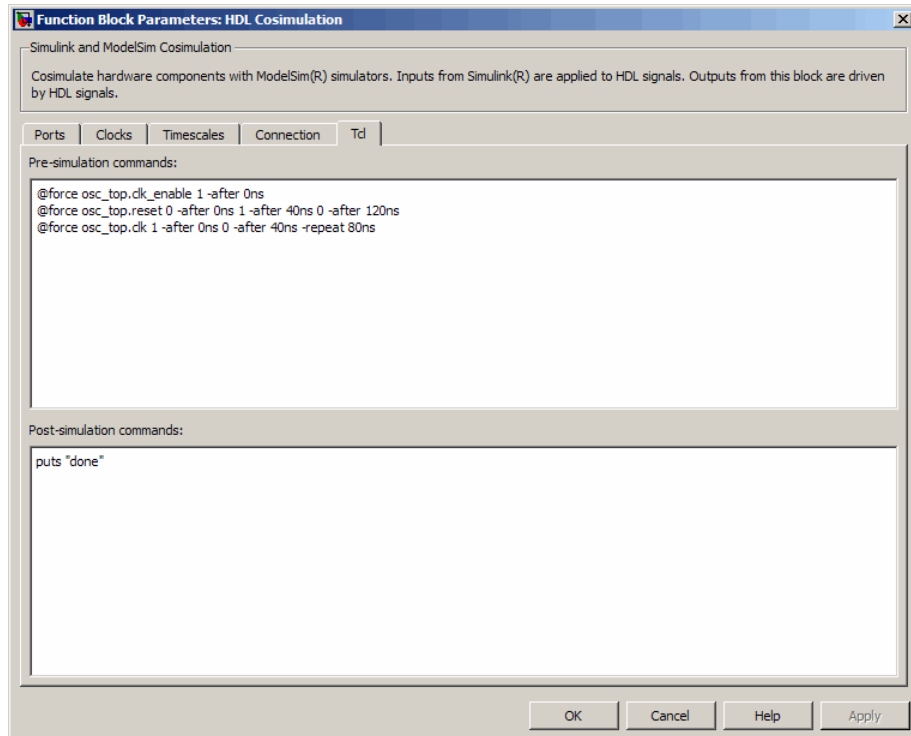 Function Block Parameters: HDL Cosimulation
Simulink and ModelSim Cosimulation
Cosimulate hardware components with ModelSim(R) simulators. Inputs from Simulink(R) are applied to HDL signals. Outputs from this block are driven
by HDL signals.
Ports Clocks Timescales Connection Tcl
Pre-simulation commands:
@force osc_top.clk_enable 1 -after 0ns
@force osc_top.reset 0 -after 0ns 1 -after 40ns 0 -after 120ns
@force osc_top.clk 1 -after 0ns 0 -after 40ns -repeat 80ns
Post-simulation commands:
puts "done"
OK Cancel Help Apply